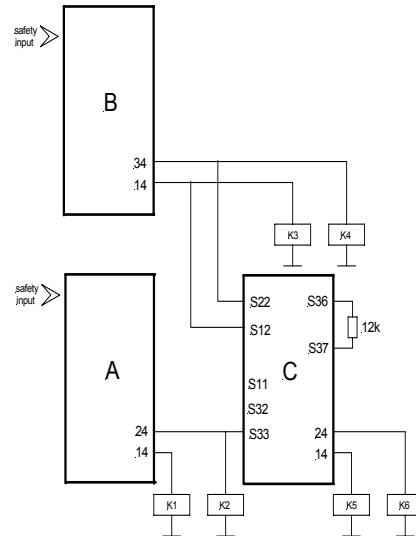 safety
input
B
34
14
K3
K4
safety
input
A
24
14
S22
S12
S11
S32
S33
C
S36
12k
S37
24
14
K1
K2
K5
K6